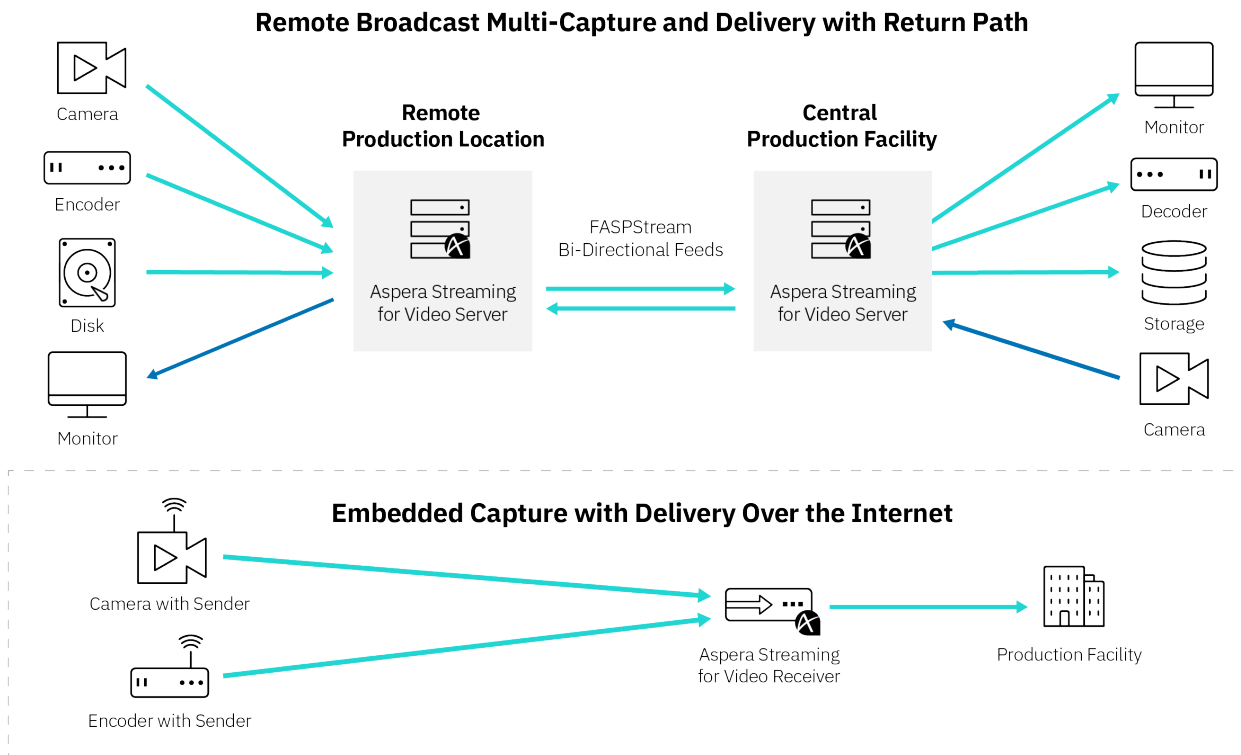 Remote Broadcast Multi-Capture and Delivery with Return Path
Camera
Encoder
Disk
Monitor
Remote
Production Location
Aspera Streaming
for Video Server
FASPStream
Bi-Directional Feeds
Central
Production Facility
Aspera Streaming
for Video Server
Monitor
Decoder
Storage
Camera
Embedded Capture with Delivery Over the Internet
Camera with Sender
Encoder with Sender
Aspera Streaming
for Video Receiver
Production Facility